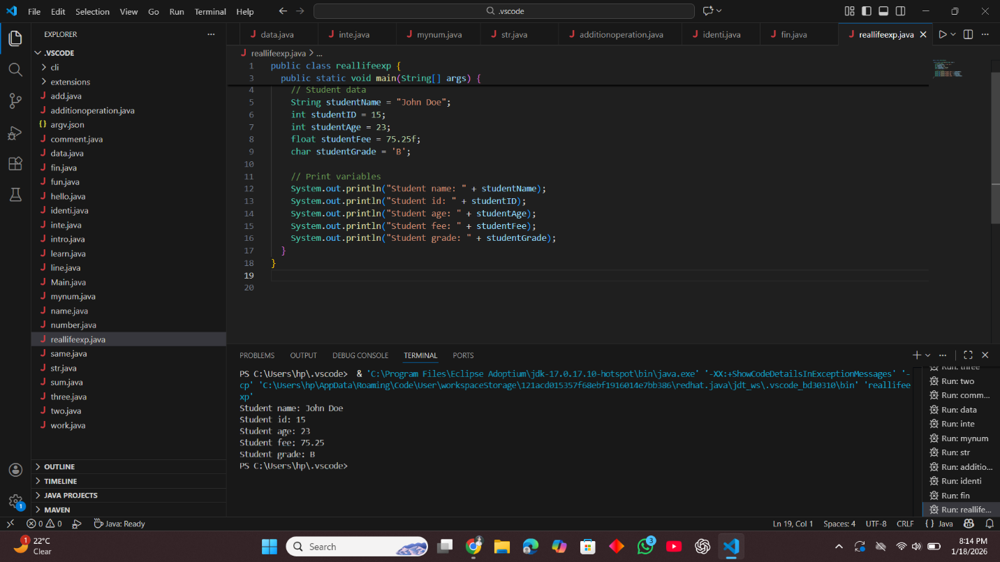 File Edit Selection View Go Run Terminal Help
.vscode
EXPLORER
data.java inte.java mynum.java str.java additionoperation.java identi.java fin.java reallifeexp.java
.VSCODE
cli
extensions
add.java
additionoperation.java
argv.json
comment.java
data.java
fin.java
fun.java
hello.java
identi.java
inte.java
intro.java
learn.java
line.java
Main.java
mynum.java
name.java
number.java
reallifeexp.java
same.java
str.java
sum.java
three.java
two.java
work.java
OUTLINE
TIMELINE
JAVA PROJECTS
MAVEN
1
reallifeexp.java > ...
1 public class reallifeexp {
3 public static void main(String[] args) {
4 // Student data
5 String studentName = "John Doe";
6 int studentID = 15;
7 int studentAge = 23;
8 float studentFee = 75.25f;
9 char studentGrade = 'B';
10
11 // Print variables
12 System.out.println("Student name: " + studentName);
13 System.out.println("Student id: " + studentID);
14 System.out.println("Student age: " + studentAge);
15 System.out.println("Student fee: " + studentFee);
16 System.out.println("Student grade: " + studentGrade);
17 }
18 }
19
20
PROBLEMS OUTPUT DEBUG CONSOLE TERMINAL PORTS
PS C:\Users\hp\.vscode> & 'C:\Program Files\Eclipse Adoptium\jdk-17.0.17.10-hotspot\bin\java.exe' '-XX:+ShowCodeDetailsInExceptionMessages' '-
cp' 'C:\Users\hp\AppData\Roaming\Code\User\workspaceStorage\121acd015357f68ebf1916014e7bb386\redhat.java\jdt_ws\.vscode_bd30310\bin' 'reallifee
xp'
Student name: John Doe
Student id: 15
Student age: 23
Student fee: 75.25
Student grade: B
PS C:\Users\hp\.vscode>
Run: three
Run: two
Run: comm...
Run: data
Run: inte
Run: mynum
Run: str
Run: additio...
Run: identi
Run: fin
Run: reallife...
0 0 Java: Ready
Ln 19, Col 1 Spaces: 4 UTF-8 CRLF {} Java
1
22°C
Clear
Search
3
8:14 PM
1/18/2026